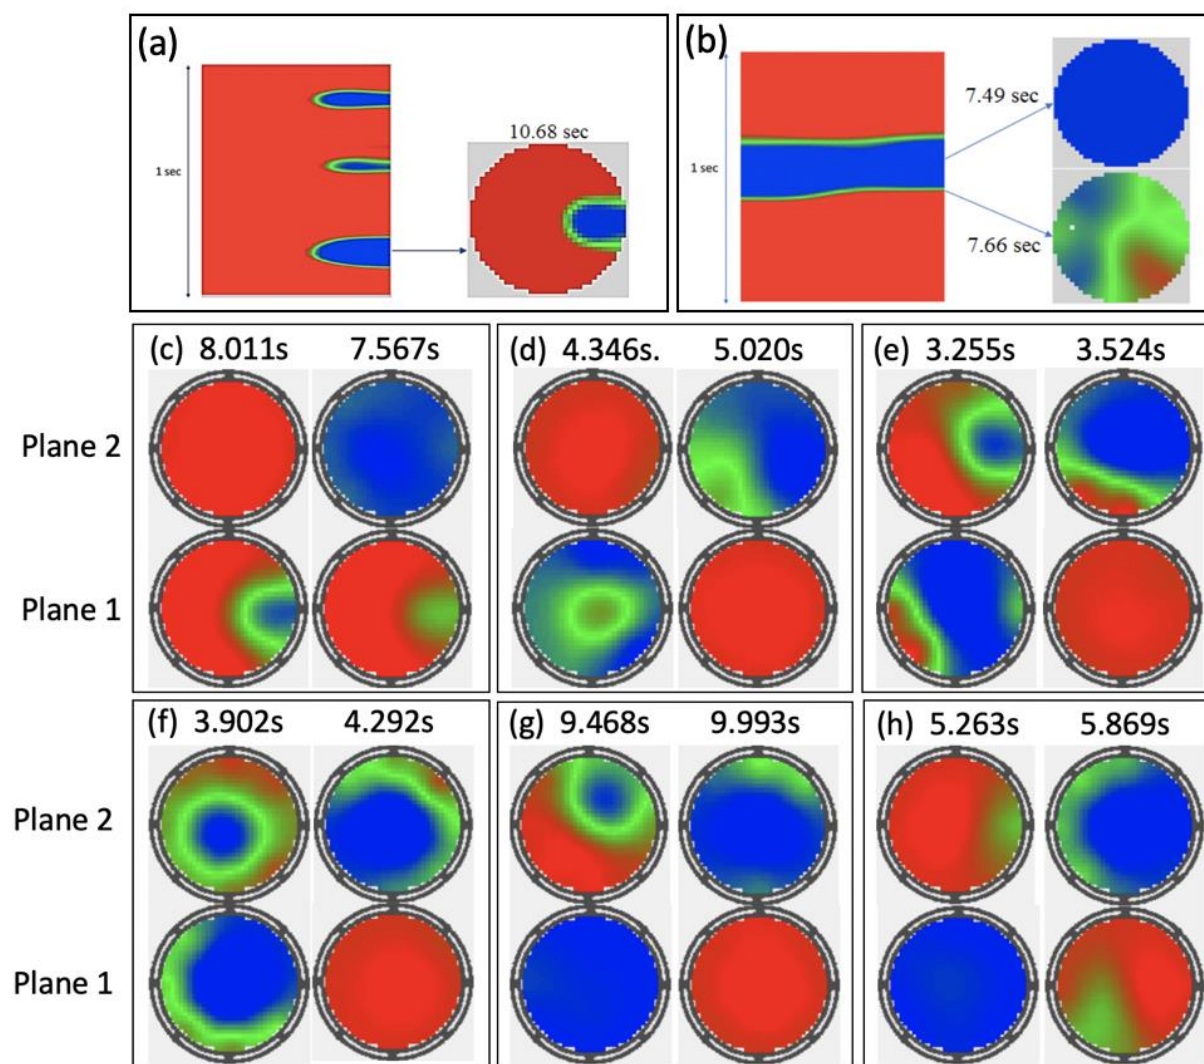 (a)
1 sec
10.68 sec
(b)
1 sec
7.49 sec
7.66 sec
(c) 8.011s 7.567s
(d) 4.346s. 5.020s
(e) 3.255s 3.524s
Plane 2
Plane 1
(f) 3.902s 4.292s
(g) 9.468s 9.993s
(h) 5.263s 5.869s
Plane 2
Plane 1